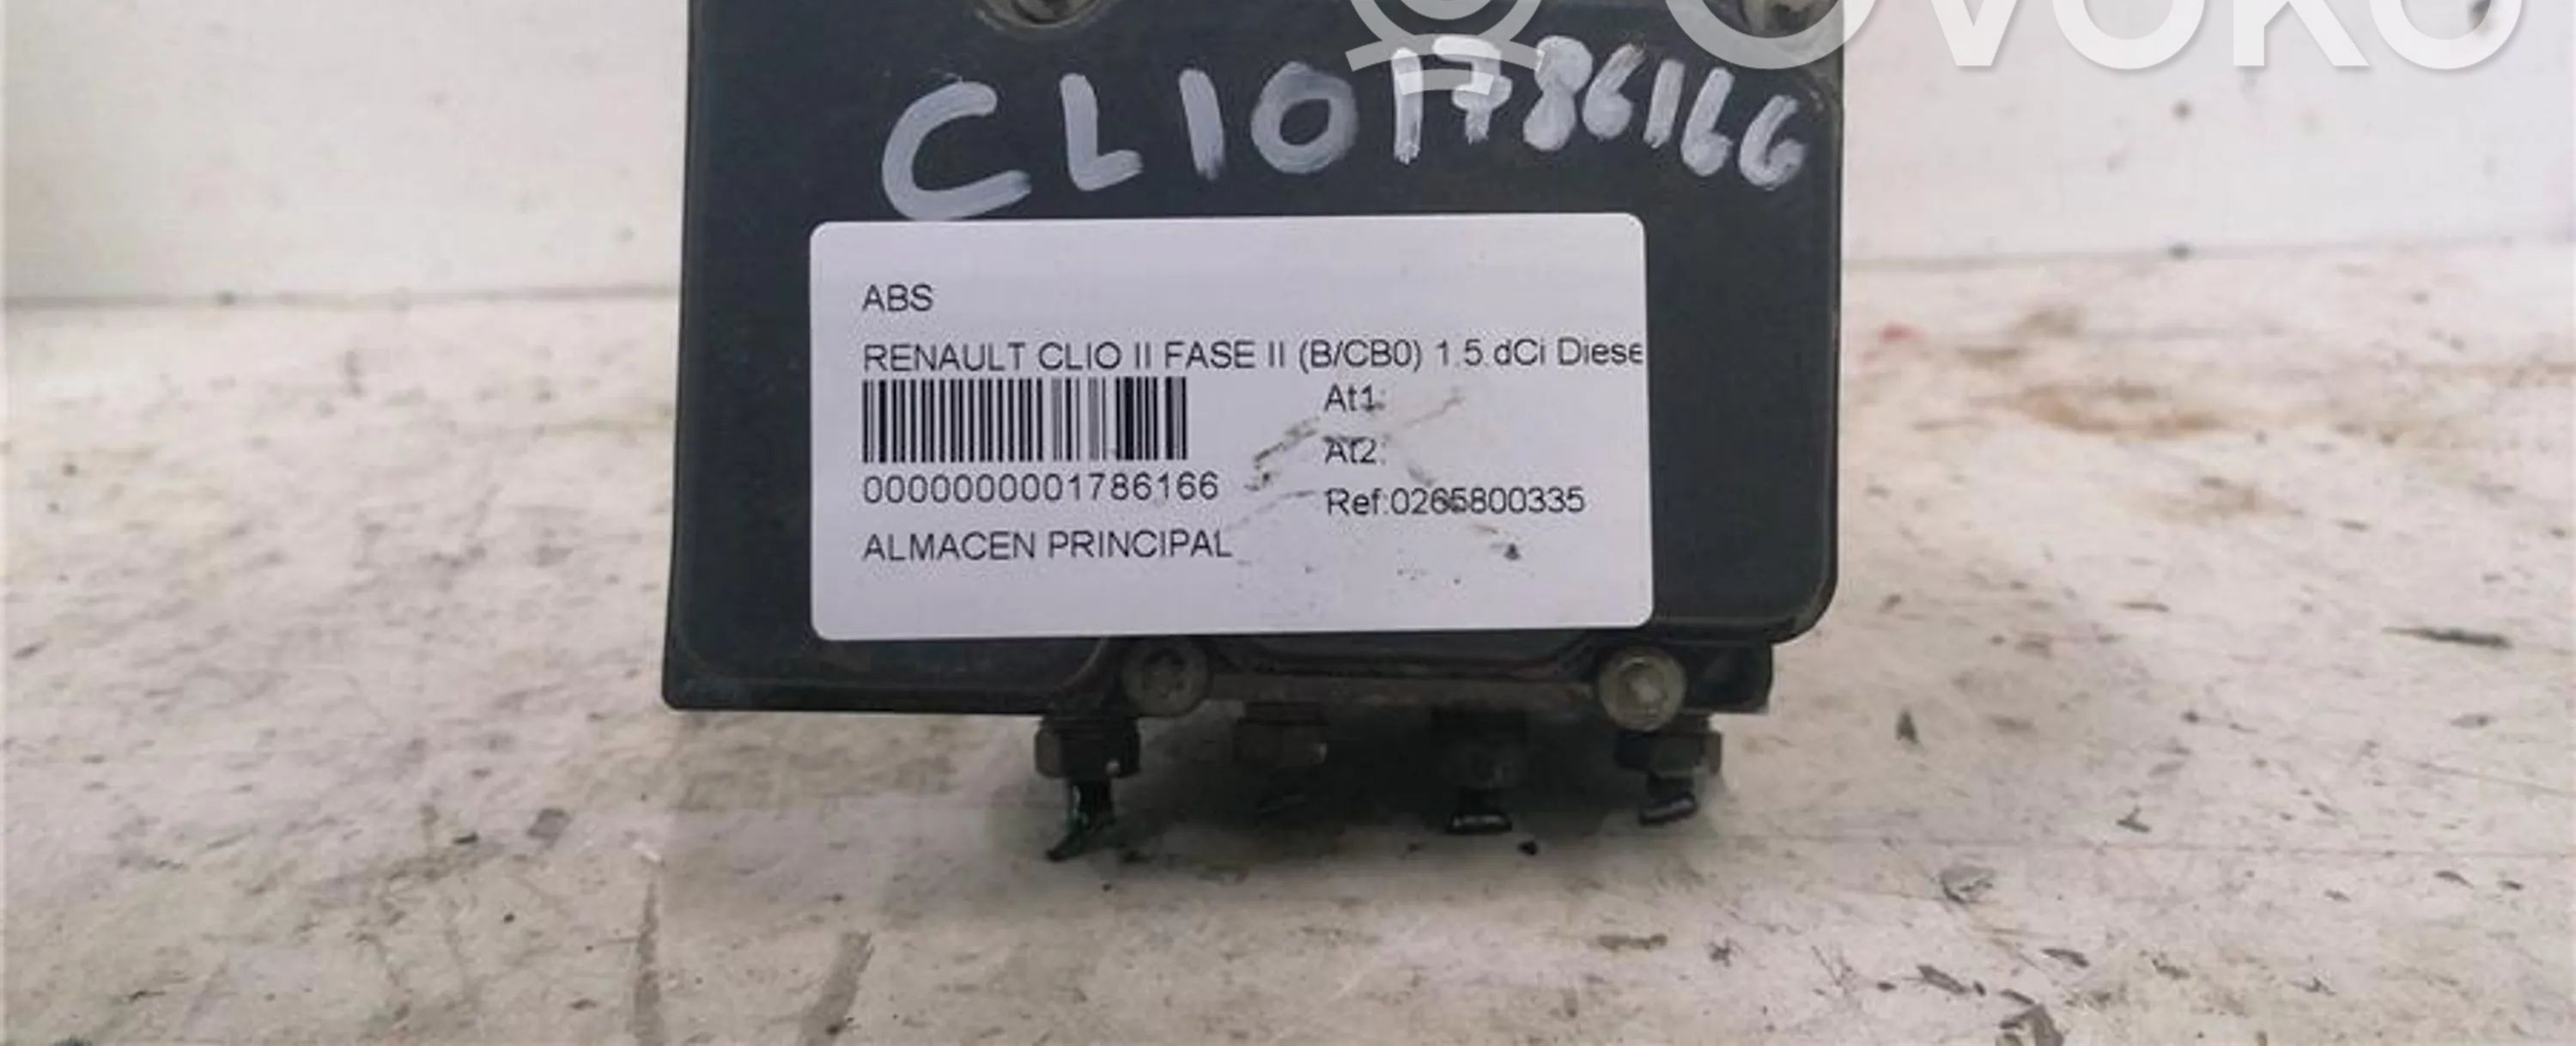 OVOKO
CLIO 1786166
ABS
RENAULT CLIO II FASE II (B/CB0) 1.5 dCi Diese
At1:
At2:
0000000001786166
Ref:0265800335
ALMACEN PRINCIPAL